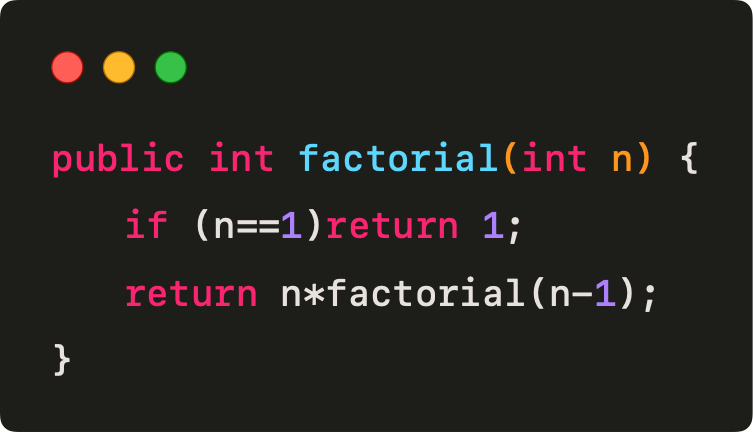 public int factorial(int n) {
    if (n==1)return 1;
    return n*factorial(n-1);
}